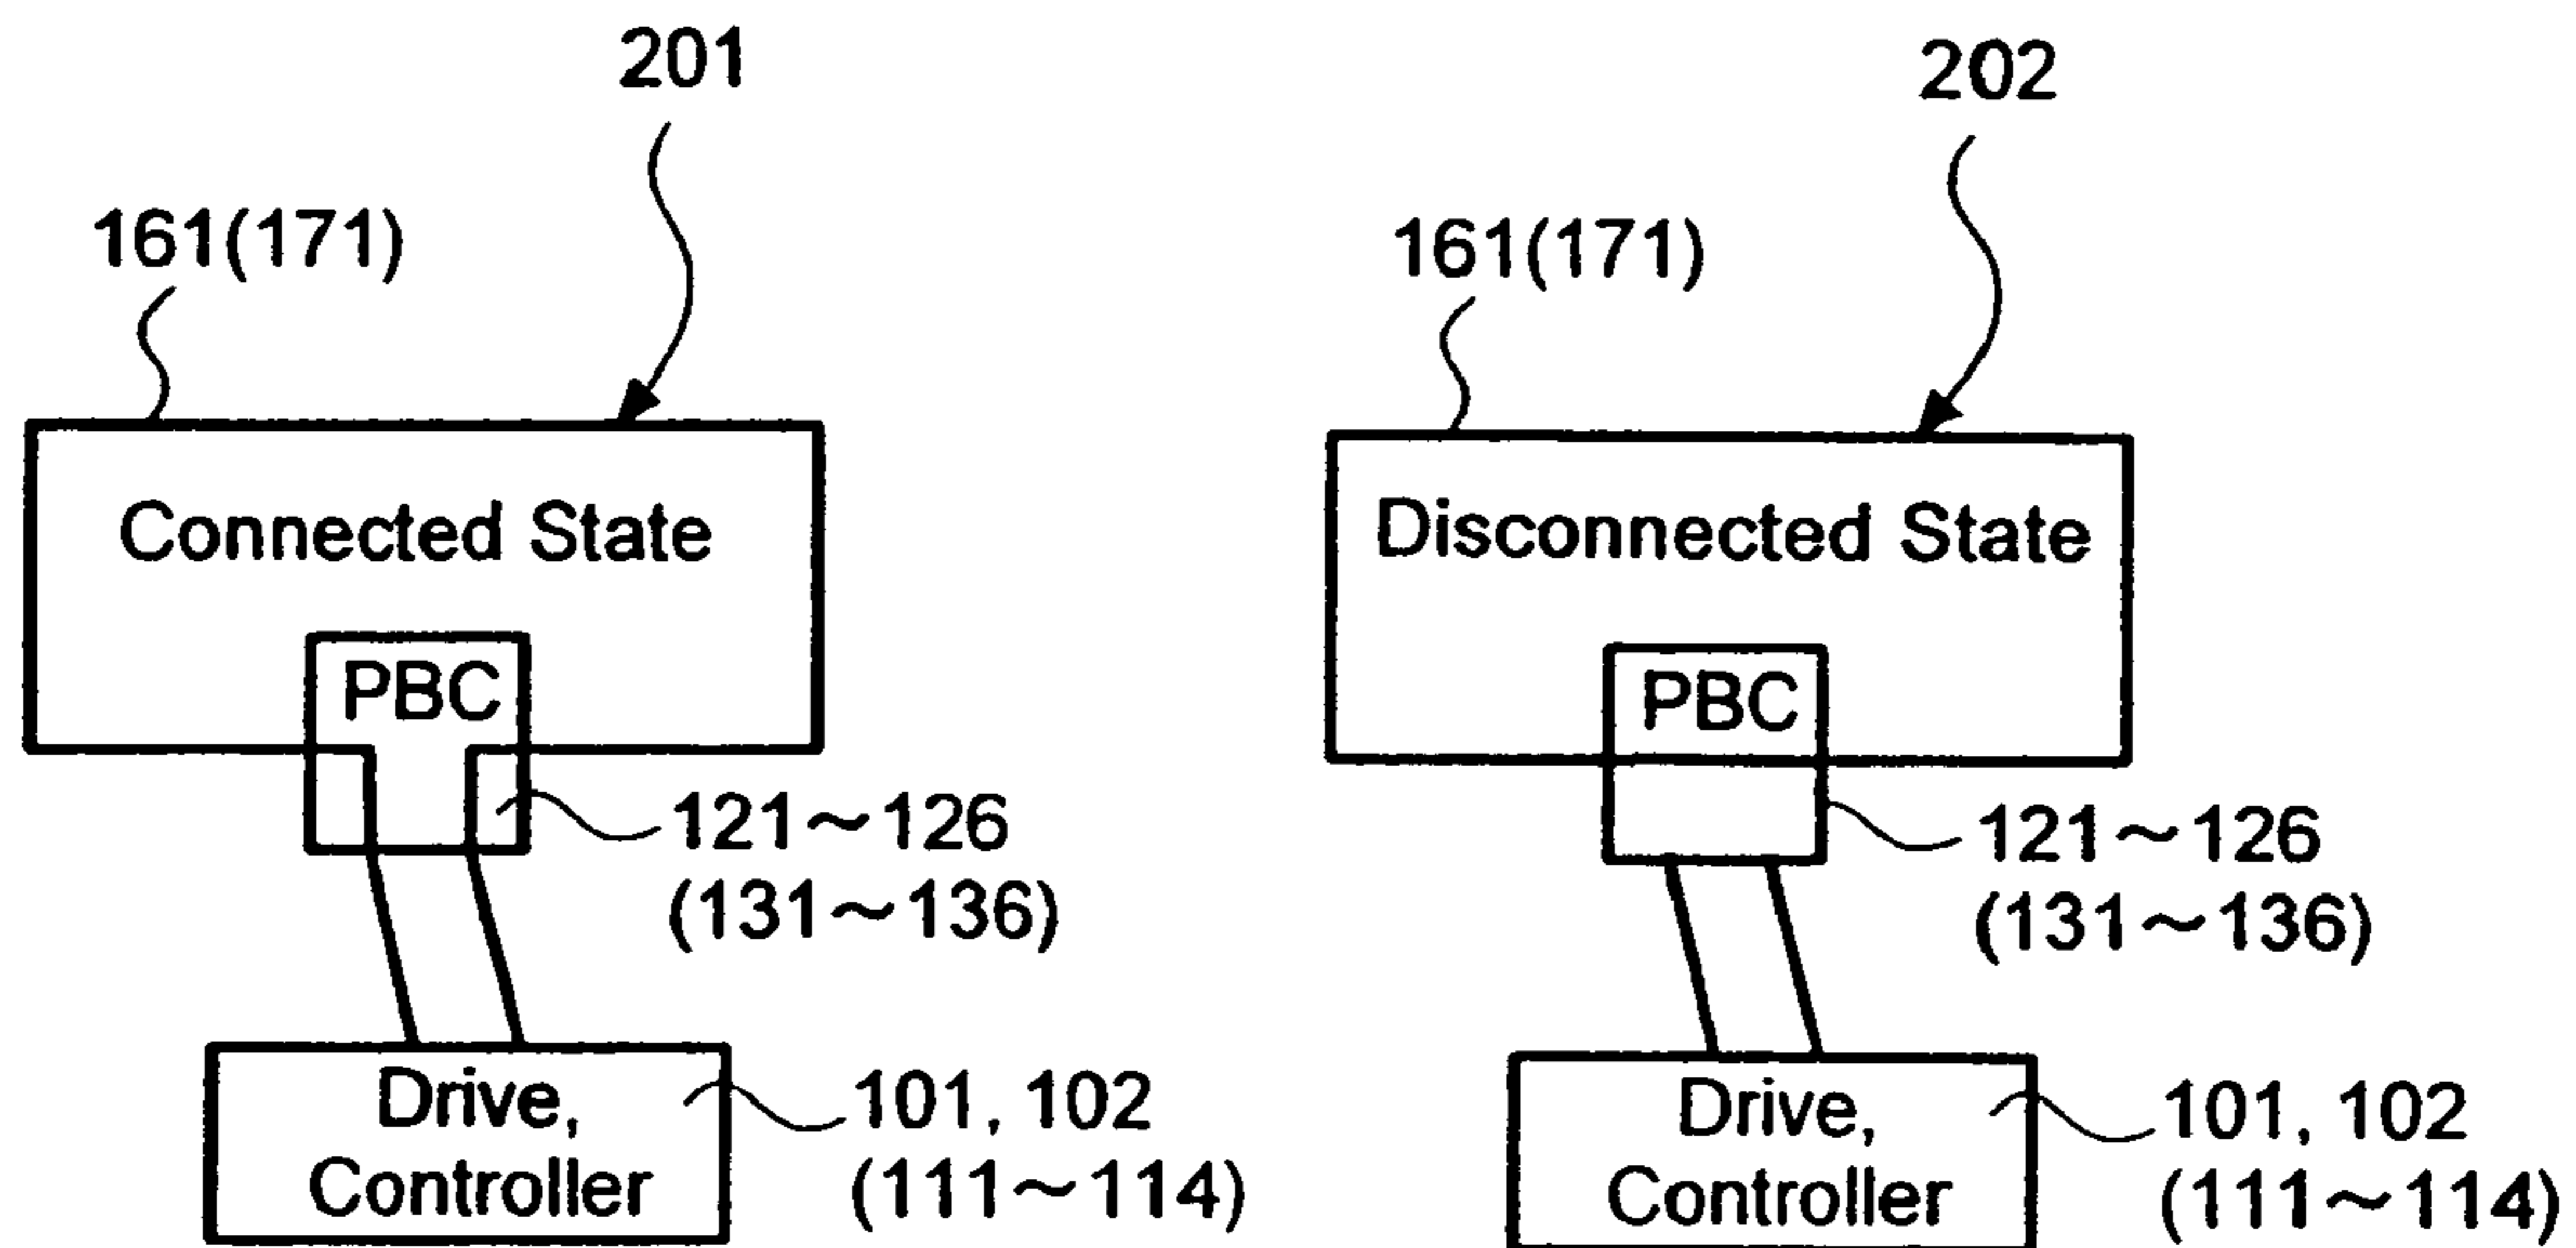 201
161(171)
Connected State
PBC
121~126
(131~136)
Drive,
Controller
101, 102
(111~114)
202
161(171)
Disconnected State
PBC
121~126
(131~136)
Drive,
Controller
101, 102
(111~114)